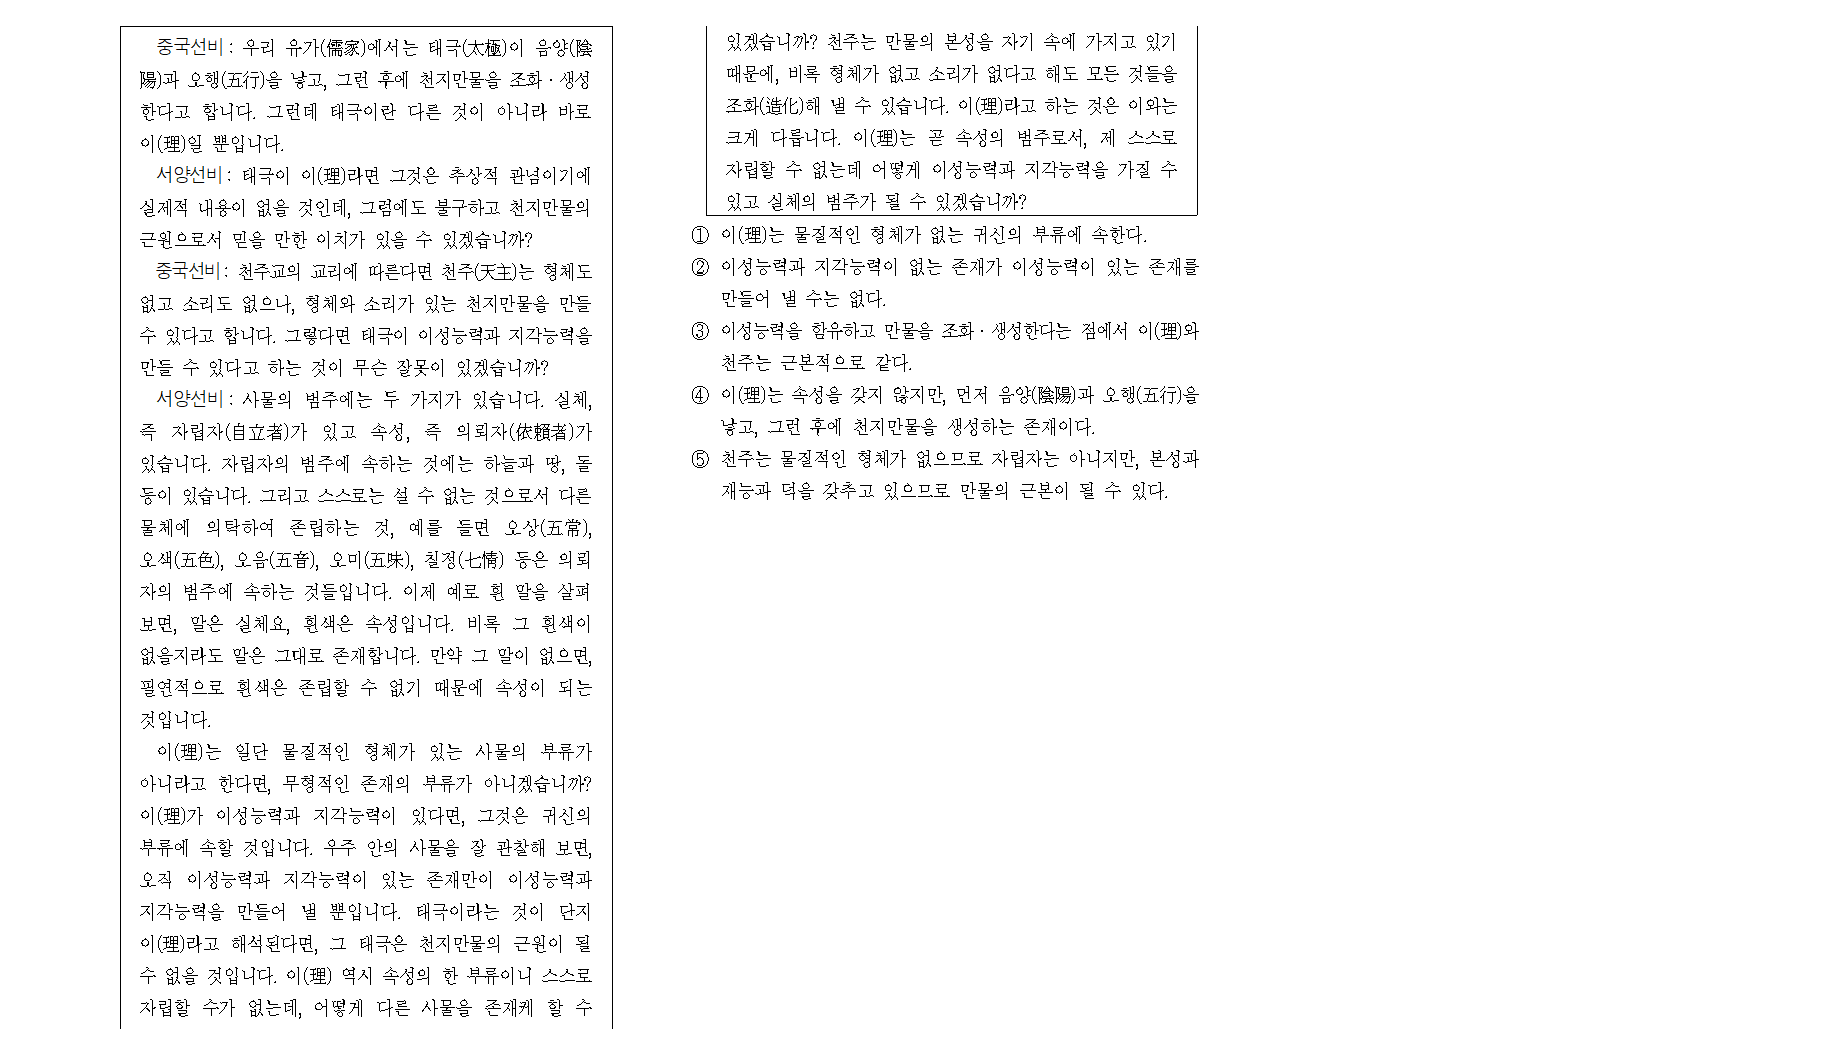 중국선비 : 우리 유가(儒家)에서는 태극(太極)이 음양(陰
陽)과 오행(五行)을 낳고, 그런 후에 천지만물을 조화·생성
한다고 합니다. 그런데 태극이란 다른 것이 아니라 바로
이(理)일 뿐입니다.
서양선비 : 태극이 이(理)라면 그것은 추상적 관념이기에
실제적 내용이 없을 것인데, 그럼에도 불구하고 천지만물의
근원으로서 믿을 만한 이치가 있을 수 있겠습니까?
중국선비 : 천주교의 교리에 따른다면 천주(天主)는 형체도
없고 소리도 없으나, 형체와 소리가 있는 천지만물을 만들
수 있다고 합니다. 그렇다면 태극이 이성능력과 지각능력을
만들 수 있다고 하는 것이 무슨 잘못이 있겠습니까?
서양선비 : 사물의 범주에는 두 가지가 있습니다. 실체,
즉 자립자(自立者)가 있고 속성, 즉 의뢰자(依賴者)가
있습니다. 자립자의 범주에 속하는 것에는 하늘과 땅, 돌
등이 있습니다. 그리고 스스로는 설 수 없는 것으로서 다른
물체에 의탁하여 존립하는 것, 예를 들면 오상(五常),
오색(五色), 오음(五音), 오미(五味), 칠정(七情) 등은 의뢰
자의 범주에 속하는 것들입니다. 이제 예로 흰 말을 살펴
보면, 말은 실체요, 흰색은 속성입니다. 비록 그 흰색이
없을지라도 말은 그대로 존재합니다. 만약 그 말이 없으면,
필연적으로 흰색은 존립할 수 없기 때문에 속성이 되는
것입니다.
이(理)는 일단 물질적인 형체가 있는 사물의 부류가
아니라고 한다면, 무형적인 존재의 부류가 아니겠습니까?
이(理)가 이성능력과 지각능력이 있다면, 그것은 귀신의
부류에 속할 것입니다. 우주 안의 사물을 잘 관찰해 보면,
오직 이성능력과 지각능력이 있는 존재만이 이성능력과
지각능력을 만들어 낼 뿐입니다. 태극이라는 것이 단지
이(理)라고 해석된다면, 그 태극은 천지만물의 근원이 될
수 없을 것입니다. 이(理) 역시 속성의 한 부류이니 스스로
자립할 수가 없는데, 어떻게 다른 사물을 존재케 할 수
있겠습니까? 천주는 만물의 본성을 자기 속에 가지고 있기
때문에, 비록 형체가 없고 소리가 없다고 해도 모든 것들을
조화(造化)해 낼 수 있습니다. 이(理)라고 하는 것은 이와는
크게 다릅니다. 이(理)는 곧 속성의 범주로서, 제 스스로
자립할 수 없는데 어떻게 이성능력과 지각능력을 가질 수
있고 실체의 범주가 될 수 있겠습니까?
① 이(理)는 물질적인 형체가 없는 귀신의 부류에 속한다.
② 이성능력과 지각능력이 없는 존재가 이성능력이 있는 존재를
만들어 낼 수는 없다.
③ 이성능력을 함유하고 만물을 조화·생성한다는 점에서 이(理)와
천주는 근본적으로 같다.
④ 이(理)는 속성을 갖지 않지만, 먼저 음양(陰陽)과 오행(五行)을
낳고, 그런 후에 천지만물을 생성하는 존재이다.
⑤ 천주는 물질적인 형체가 없으므로 자립자는 아니지만, 본성과
재능과 덕을 갖추고 있으므로 만물의 근본이 될 수 있다.